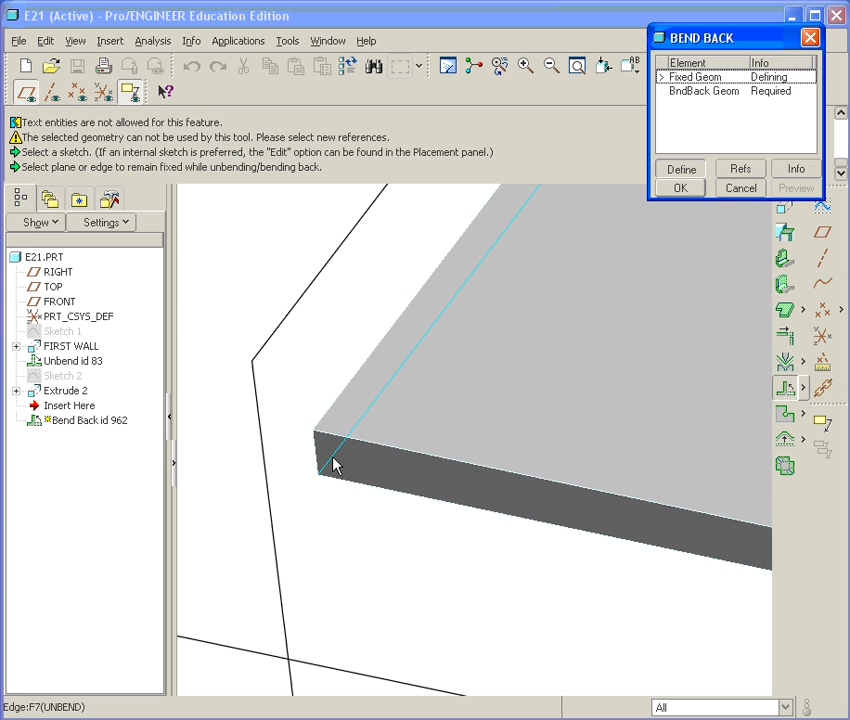 E21 (Active) - Pro/ENGINEER Education Edition
File Edit View Insert Analysis Info Applications Tools Window Help
BEND BACK
Element Info
> Fixed Geom Defining
BndBack Geom Required
Define Refs Info
OK Cancel Preview
Text entities are not allowed for this feature.
The selected geometry can not be used by this tool. Please select new references.
Select a sketch. (If an internal sketch is preferred, the "Edit" option can be found in the Placement panel.)
Select plane or edge to remain fixed while unbending/bending back.
Show Settings
E21.PRT
RIGHT
TOP
FRONT
PRT_CSYS_DEF
Sketch 1
FIRST WALL
Unbend id 83
Sketch 2
Extrude 2
Insert Here
Bend Back id 962
Edge:F7(UNBEND)
All